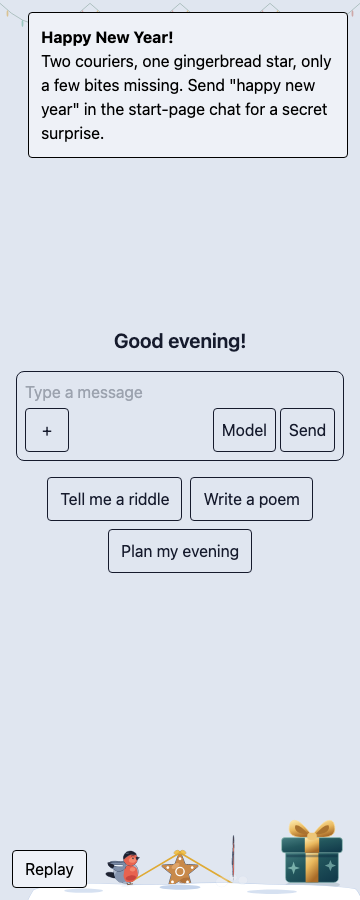 Happy New Year!
Two couriers, one gingerbread star, only
a few bites missing. Send "happy new
year" in the start-page chat for a secret
surprise.
Good evening!
Type a message
+
Model
Send
Tell me a riddle
Write a poem
Plan my evening
Replay